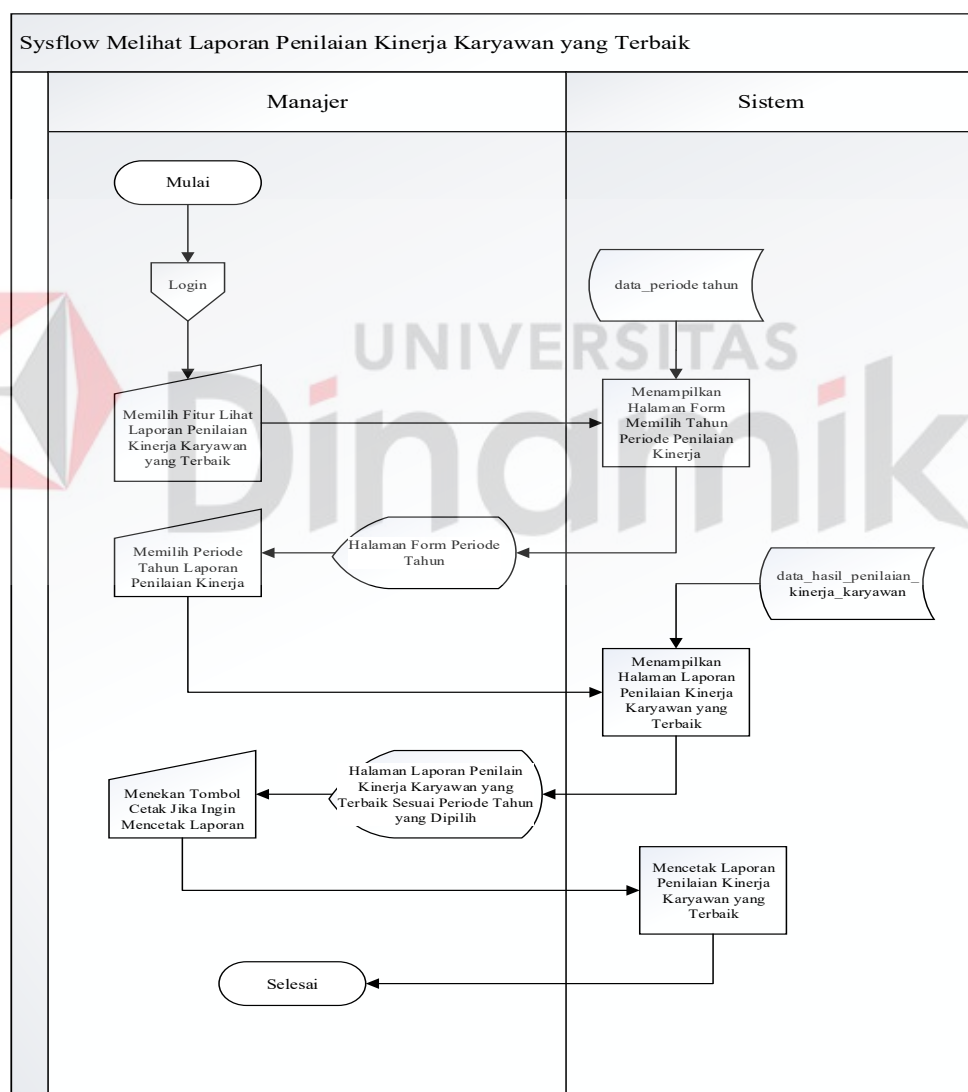 Sysflow Melihat Laporan Penilaian Kinerja Karyawan yang Terbaik
Manajer
Sistem
Mulai
Login
data_periode tahun
UNIVERSITAS
Dinamik
Memilih Fitur Lihat
Laporan Penilaian
Kinerja Karyawan
yang Terbaik
Menampilkan
Halaman Form
Memilih Tahun
Periode Penilaian
Kinerja
Memilih Periode
Tahun Laporan
Penilaian Kinerja
Halaman Form Periode
Tahun
data_hasil_penilaian_
kinerja_karyawan
Menampilkan
Halaman Laporan
Penilaian Kinerja
Karyawan yang
Terbaik
Menekan Tombol
Cetak Jika Ingin
Mencetak Laporan
Halaman Laporan Penilain
Kinerja Karyawan yang
Terbaik Sesuai Periode Tahun
yang Dipilih
Mencetak Laporan
Penilaian Kinerja
Karyawan yang
Terbaik
Selesai